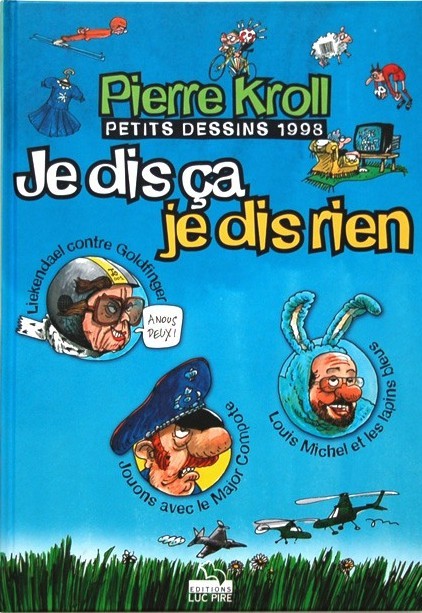 Pierre Kroll
PETITS DESSINS 1998
Je dis ça
je dis rien
Liekendael contre Goldfinger
A NOUS
DEUX!
Louis Michel et les lapins bleus
Jouons avec le Major Compote
EDITIONS
LUC PIRE